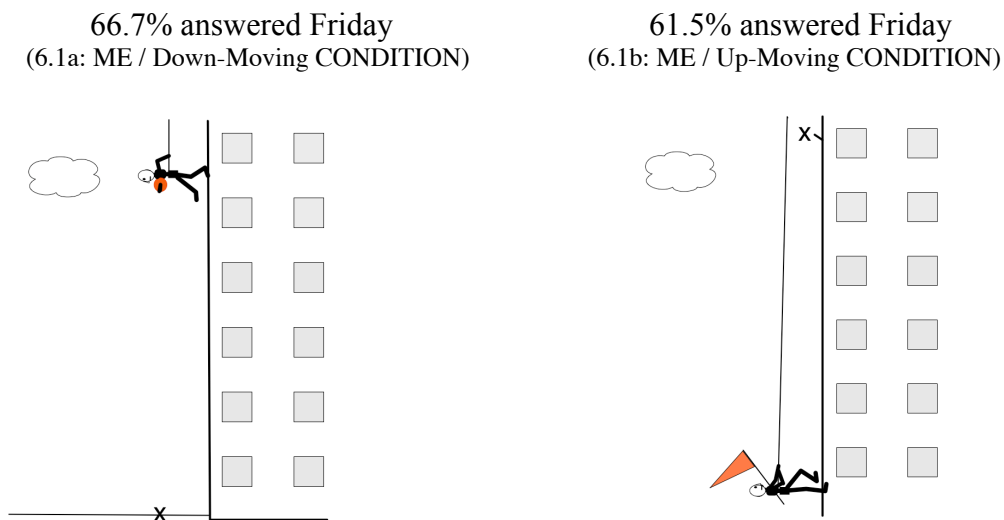 66.7% answered Friday
(6.1a: ME / Down-Moving CONDITION)
61.5% answered Friday
(6.1b: ME / Up-Moving CONDITION)
x
x